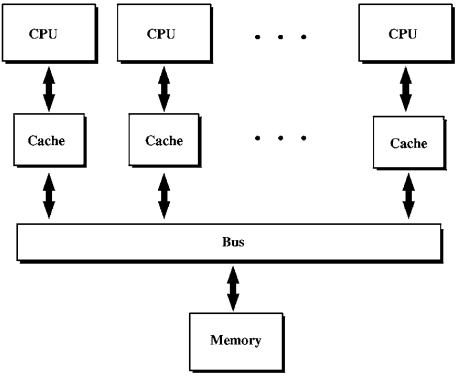 CPU
CPU
. . .
CPU
Cache
Cache
. . .
Cache
Bus
Memory